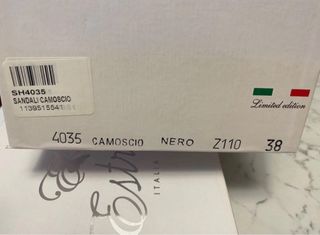 SH4035
SANDALI CAMOSCIO
Limited edition
4035 CAMOSCIO NERO Z110 38
ITALIA